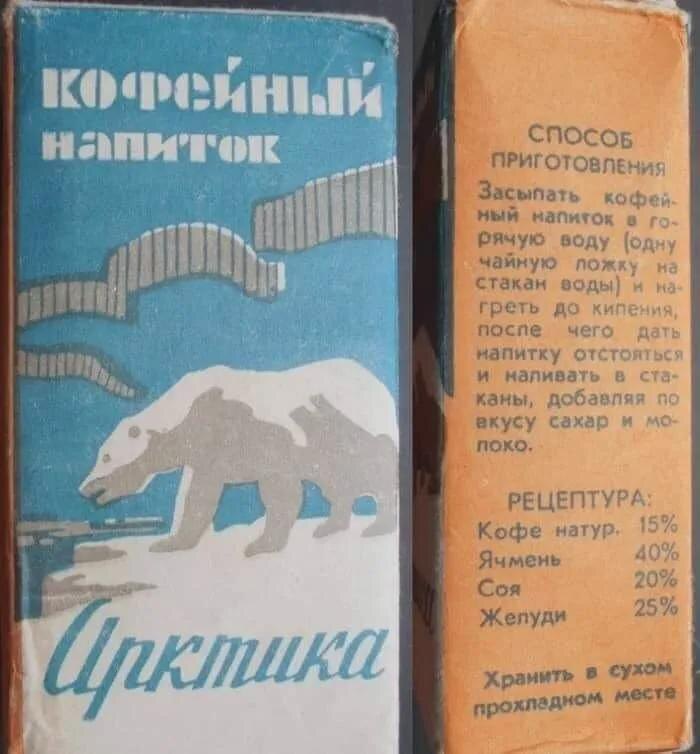 КОФЕЙНЫЙ
напиток
Арктика
СПОСОБ
ПРИГОТОВЛЕНИЯ
Засыпать кофей-
ный напиток в го-
рячую воду (одну
чайную ложку на
стакан воды) и на-
греть до кипения,
после чего дать
напитку отстояться
и наливать в ста-
каны, добавляя по
вкусу сахар и мо-
локо.
РЕЦЕПТУРА:
Кофе натур. 15%
Ячмень 40%
Соя 20%
Желуди 25%
Хранить в сухом
прохладном месте